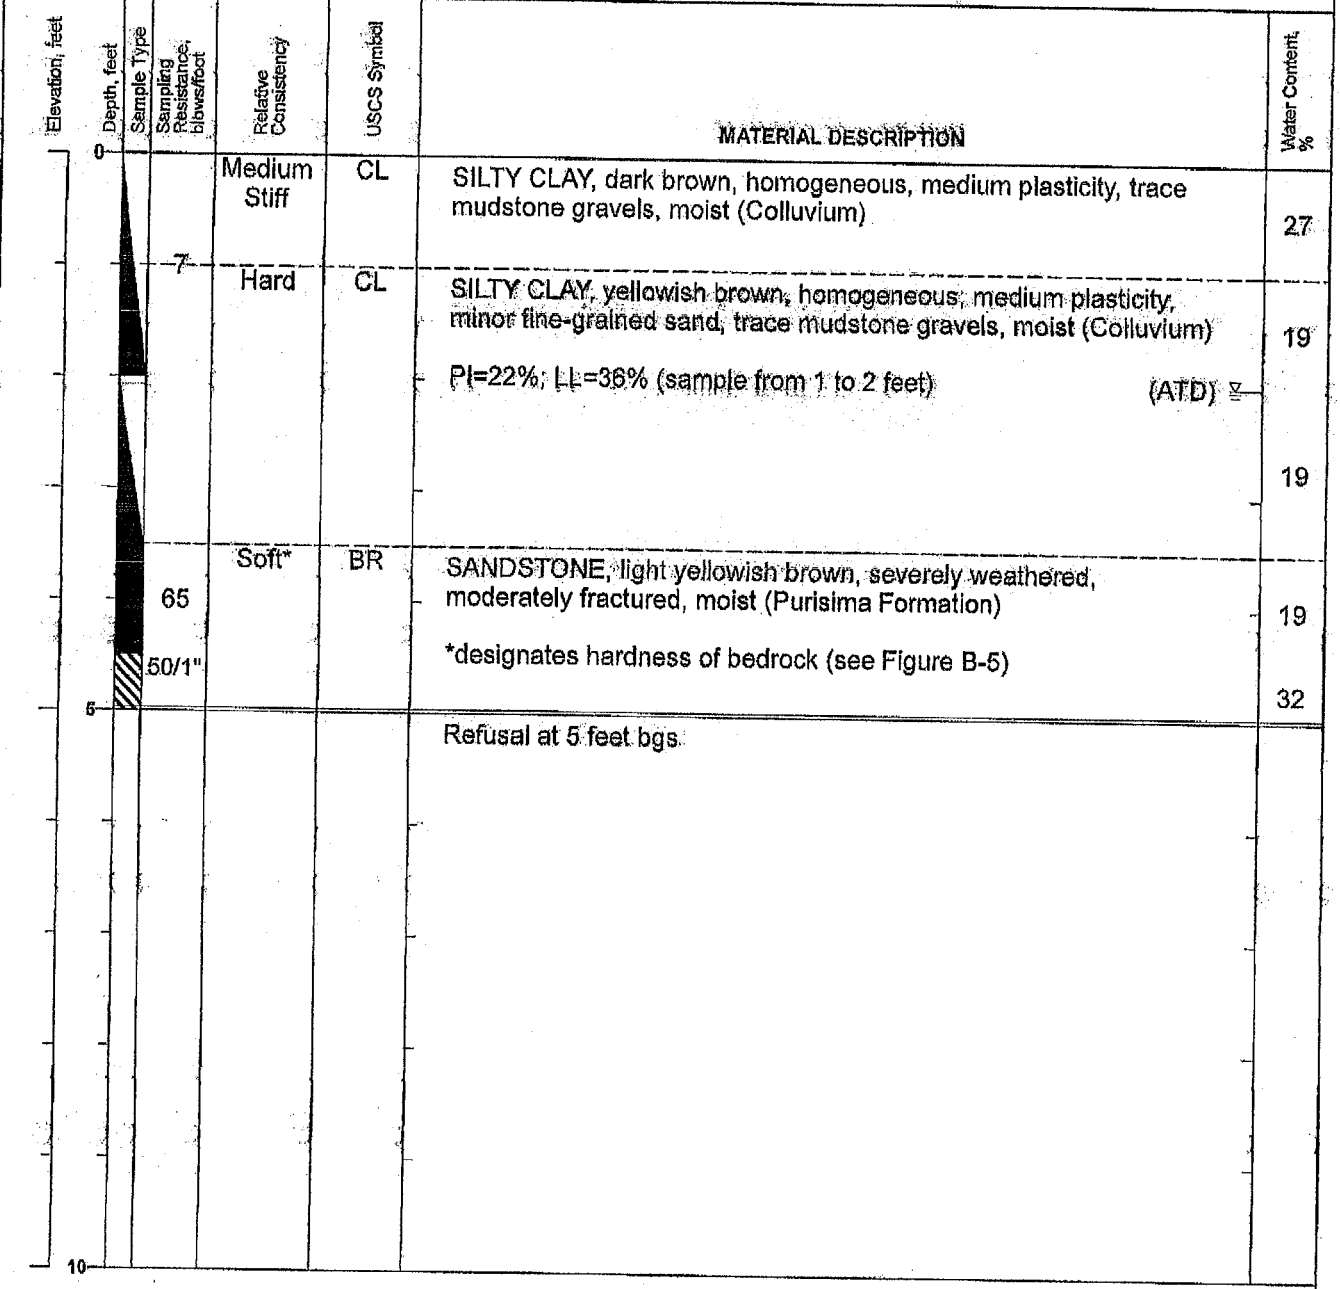 Elevation, feet
Depth, feet
Sample Type
Sampling
Resistance,
blows/foot
Relative
Consistency
USCS Symbol
MATERIAL DESCRIPTION
Water Content,
%
0
Medium
Stiff
CL
SILTY CLAY, dark brown, homogeneous, medium plasticity, trace
mudstone gravels, moist (Colluvium)
27
7
Hard
CL
SILTY CLAY, yellowish brown, homogeneous, medium plasticity,
minor fine-grained sand, trace mudstone gravels, moist (Colluvium)
19
PI=22%; LL=36% (sample from 1 to 2 feet)
(ATD)
19
Soft*
BR
SANDSTONE, light yellowish brown, severely weathered,
moderately fractured, moist (Purisima Formation)
65
19
*designates hardness of bedrock (see Figure B-5)
50/1"
32
5
Refusal at 5 feet bgs.
10